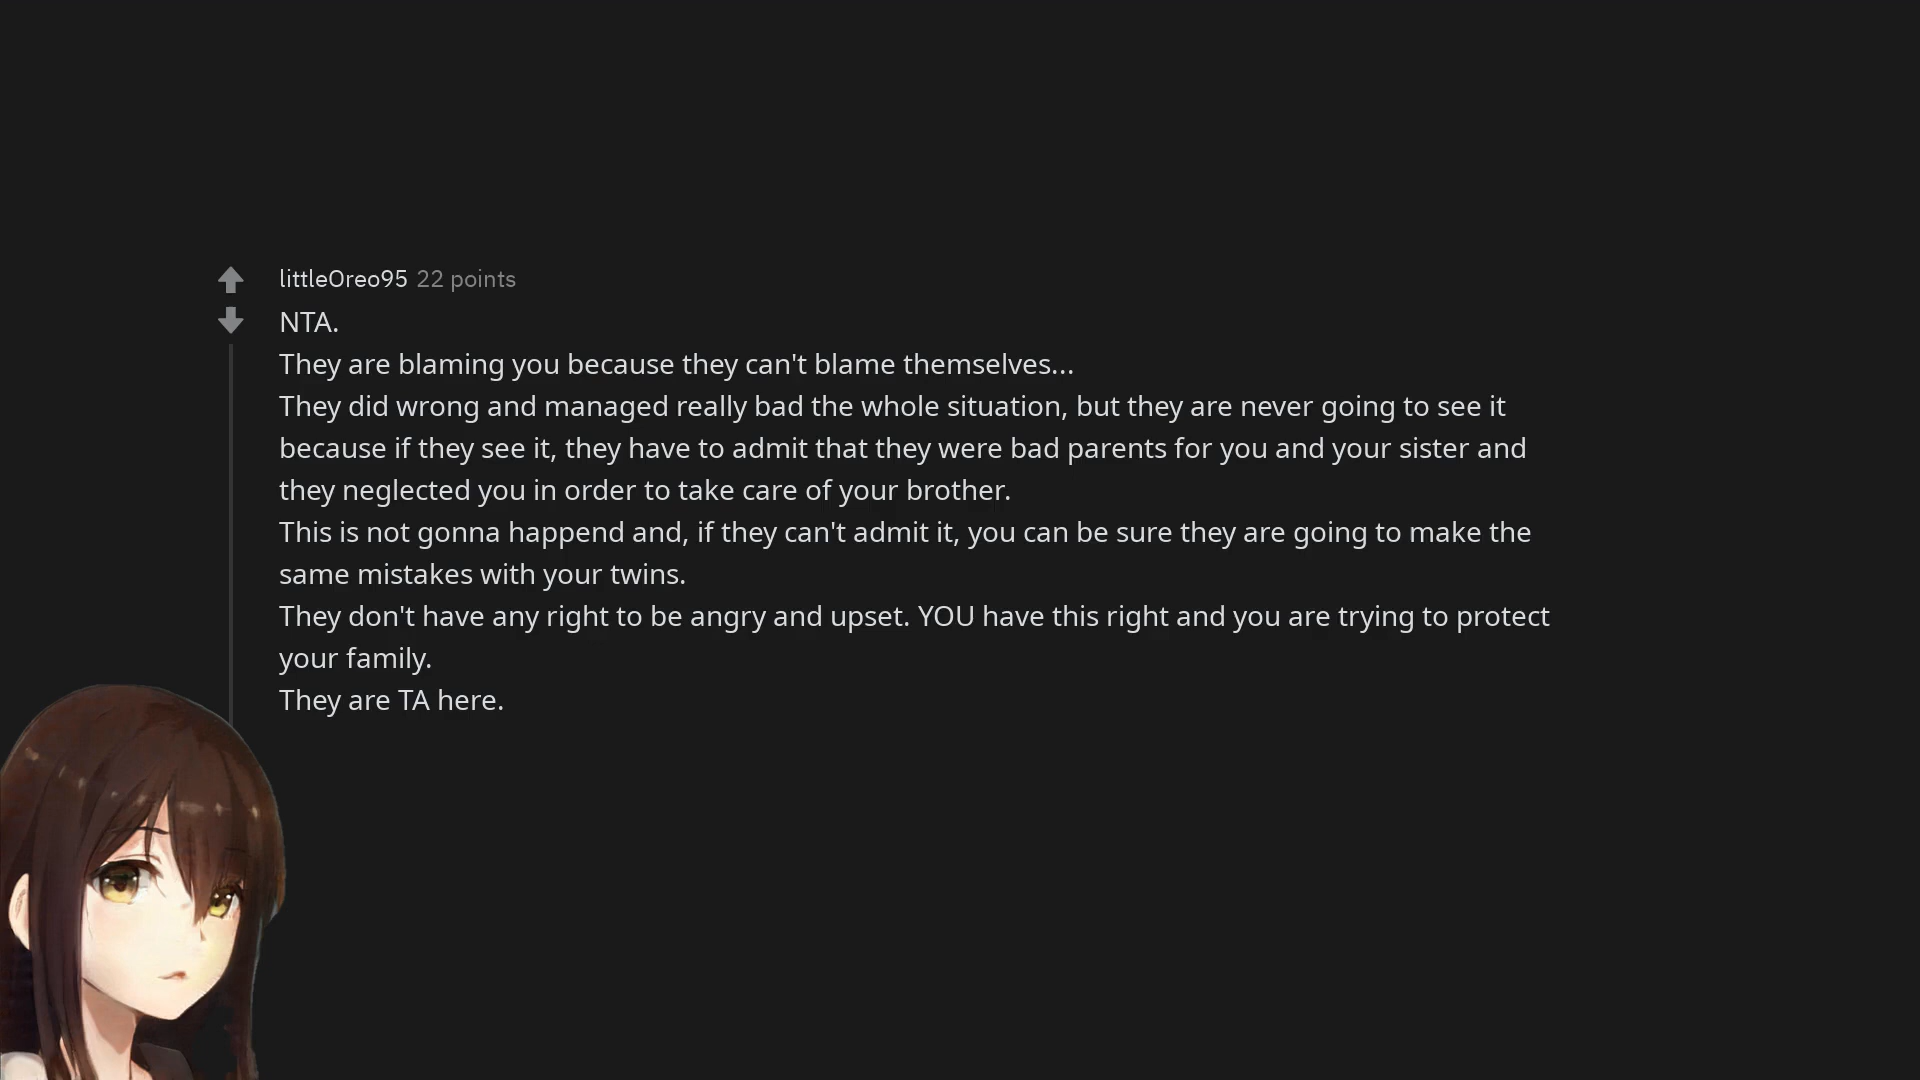 littleOreo95 22 points
NTA.
They are blaming you because they can't blame themselves...
They did wrong and managed really bad the whole situation, but they are never going to see it
because if they see it, they have to admit that they were bad parents for you and your sister and
they neglected you in order to take care of your brother.
This is not gonna happend and, if they can't admit it, you can be sure they are going to make the
same mistakes with your twins.
They don't have any right to be angry and upset. YOU have this right and you are trying to protect
your family.
They are TA here.